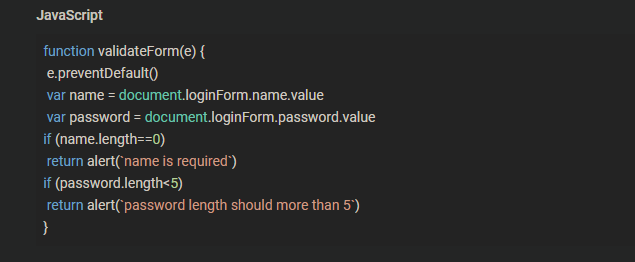 JavaScript
function validateForm(e) {
e.preventDefault()
var name = document.loginForm.name.value
var password = document.loginForm.password.value
if (name.length==0)
return alert(`name is required`)
if (password.length<5)
return alert(`password length should more than 5`)
}